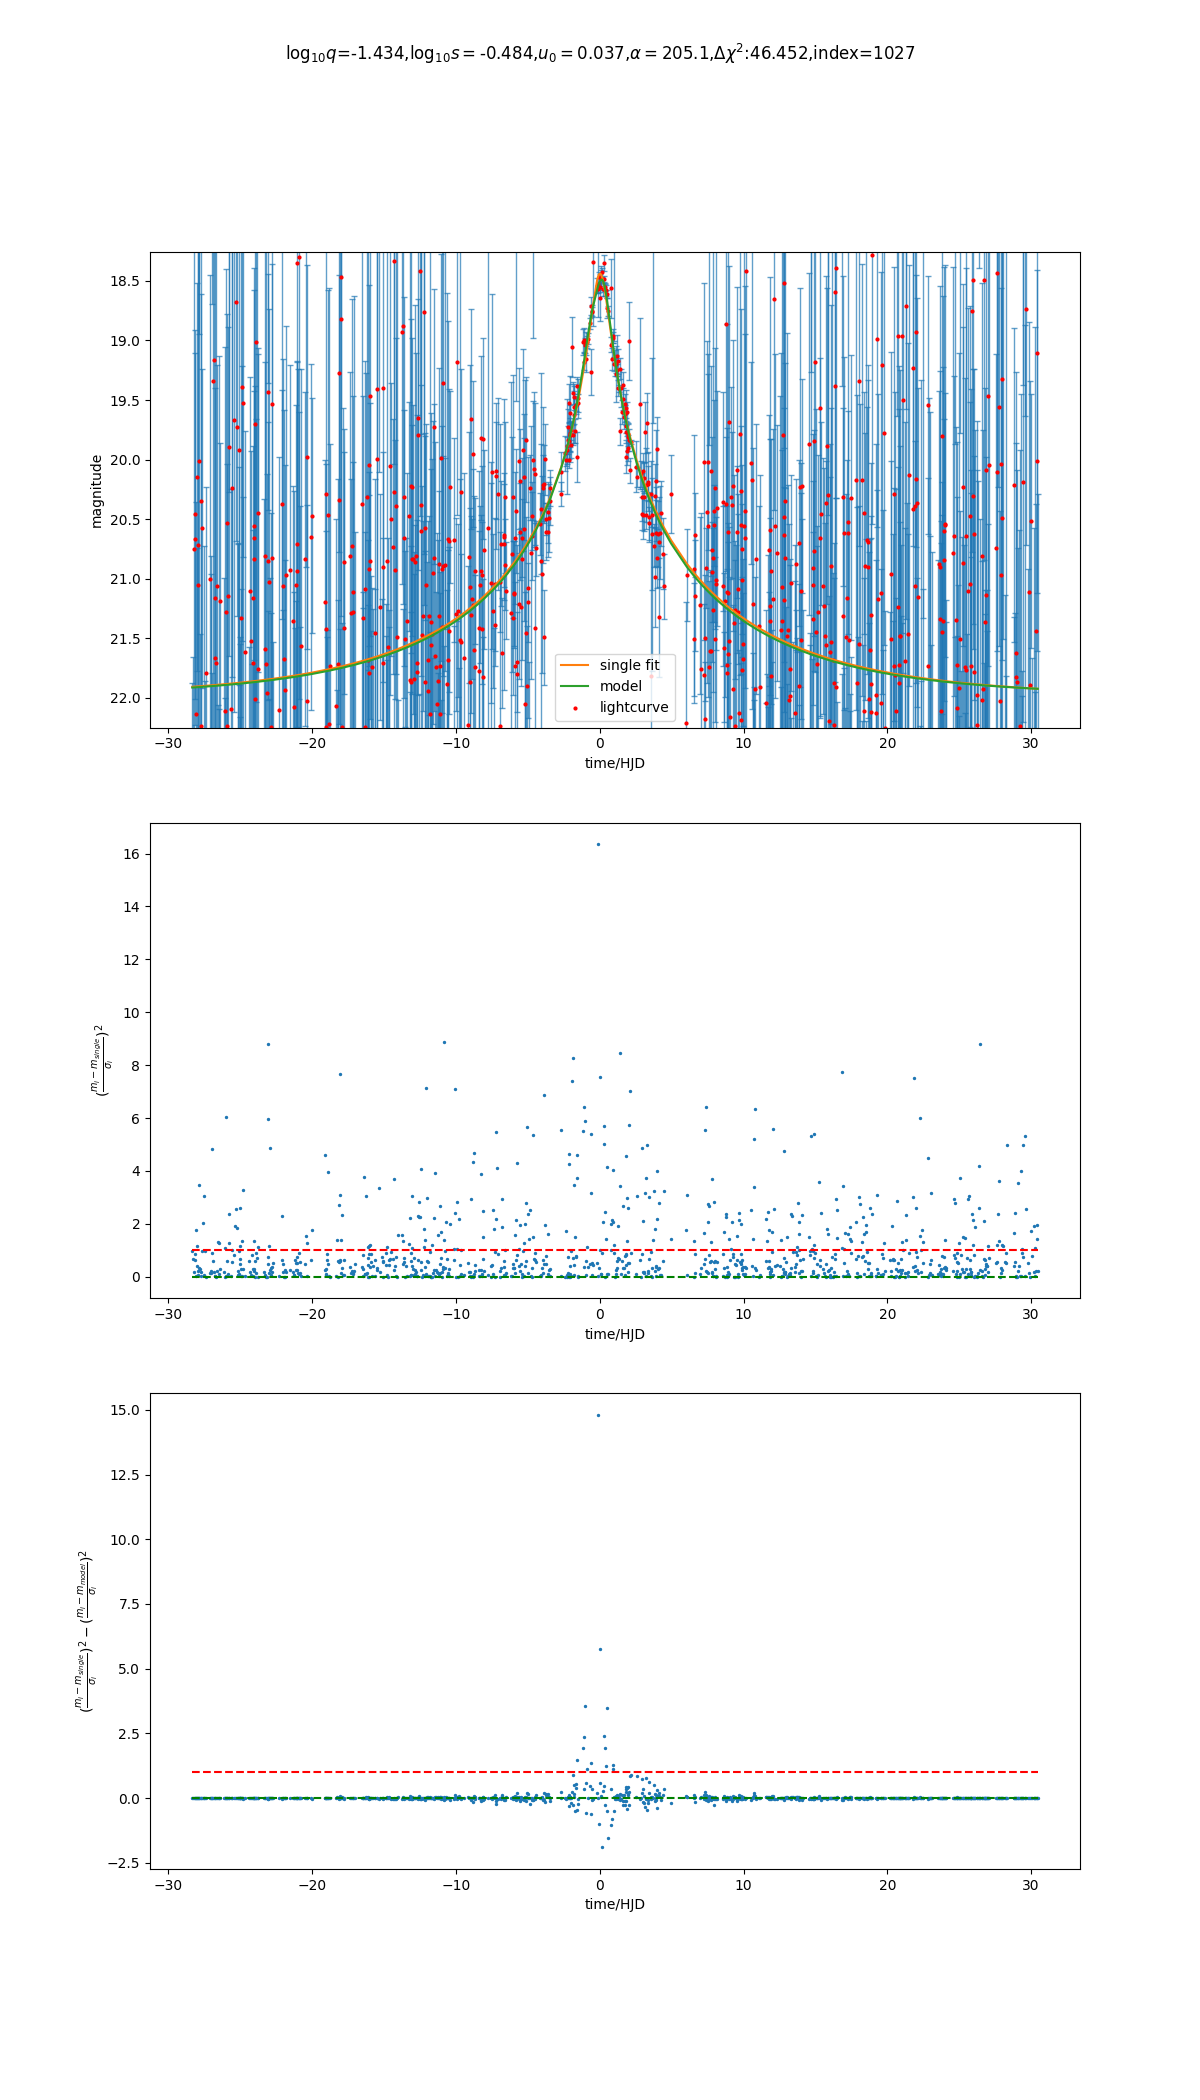 log₁₀q=-1.434,log₁₀s = -0.484,u₀ = 0.037,α = 205.1,Δχ²:46.452,index=1027
18.5
19.0
19.5
20.0
20.5
21.0
21.5
22.0
magnitude
single fit
model
lightcurve
−30 −20 −10 0 10 20 30
time/HJD
16
14
12
10
8
6
4
2
0
(mᵢ − m_single / σᵢ)²
−30 −20 −10 0 10 20 30
time/HJD
15.0
12.5
10.0
7.5
5.0
2.5
0.0
−2.5
(mᵢ − m_single / σᵢ)² − (mᵢ − m_model / σᵢ)²
−30 −20 −10 0 10 20 30
time/HJD